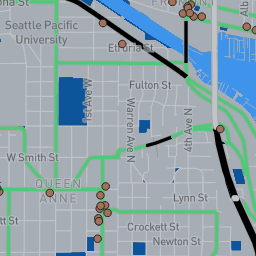 Seattle Pacific
University
Etruria St
Fulton St
1st Ave W
Warren Ave N
4th Ave N
W Smith St
QUEEN
ANNE
Lynn St
Crockett St
Newton St